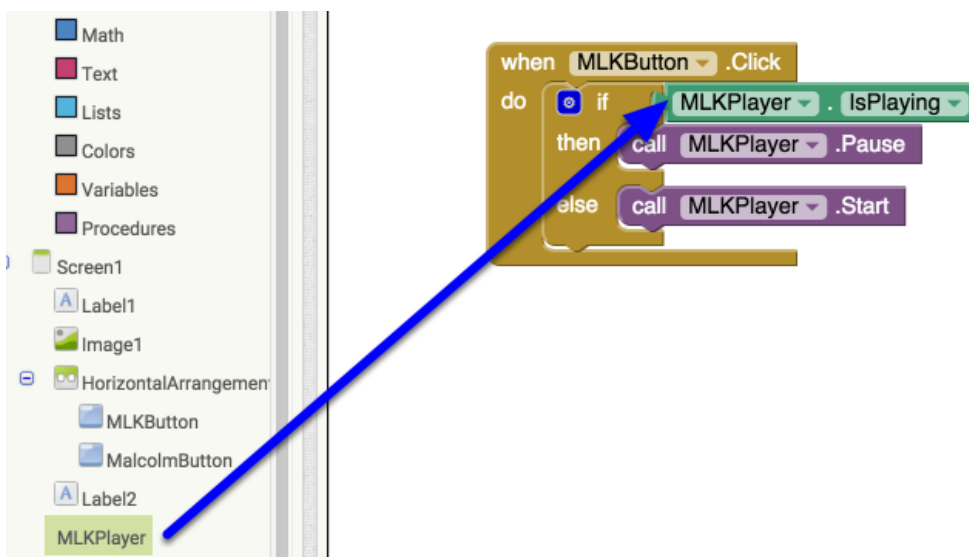 Math
Text
Lists
Colors
Variables
Procedures
Screen1
Label1
Image1
HorizontalArrangemen
MLKButton
MalcolmButton
Label2
MLKPlayer
when MLKButton .Click
do if MLKPlayer . IsPlaying
then call MLKPlayer .Pause
else call MLKPlayer .Start